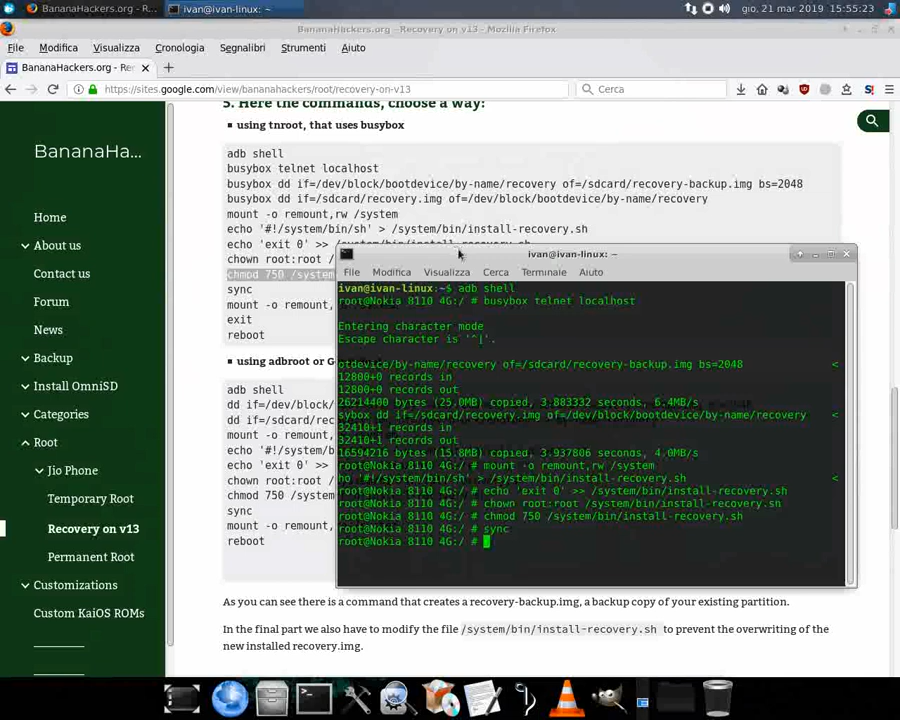 BananaHackers.org - R...
ivan@ivan-linux: ~
gio, 21 mar 2019
15:55:23
BananaHackers.org - Recovery on v13 - Mozilla Firefox
File Modifica Visualizza Cronologia Segnalibri Strumenti Aiuto
BananaHackers.org - Rec
https://sites.google.com/view/bananahackers/root/recovery-on-v13
Cerca
BananaHa...
Home
About us
Contact us
Forum
News
Backup
Install OmniSD
Categories
Root
Jio Phone
Temporary Root
Recovery on v13
Permanent Root
Customizations
Custom KaiOS ROMs
5. Here the commands, choose a way:
using tnroot, that uses busybox
adb shell
busybox telnet localhost
busybox dd if=/dev/block/bootdevice/by-name/recovery of=/sdcard/recovery-backup.img bs=2048
busybox dd if=/sdcard/recovery.img of=/dev/block/bootdevice/by-name/recovery
mount -o remount,rw /system
echo '#!/system/bin/sh' > /system/bin/install-recovery.sh
echo 'exit 0' >> /system/bin/install-recovery.sh
chown root:root /
chmod 750 /system
sync
mount -o remount,
exit
reboot
using adbroot or G
adb shell
dd if=/dev/block/
dd if=/sdcard/
mount -o remount,
echo '#!/system/b
echo 'exit 0' >>
chown root:root /
chmod 750 /system
sync
mount -o remount,
reboot
ivan@ivan-linux: ~
File Modifica Visualizza Cerca Terminale Aiuto
ivan@ivan-linux:~$ adb shell
root@Nokia 8110 4G:/ # busybox telnet localhost
Entering character mode
Escape character is '^]'.
otdevice/by-name/recovery of=/sdcard/recovery-backup.img bs=2048 <
12800+0 records in
12800+0 records out
26214400 bytes (25.0MB) copied, 3.883332 seconds, 6.4MB/s
sybox dd if=/sdcard/recovery.img of=/dev/block/bootdevice/by-name/recovery <
32410+1 records in
32410+1 records out
16594216 bytes (15.8MB) copied, 3.937806 seconds, 4.0MB/s
root@Nokia 8110 4G:/ # mount -o remount,rw /system
ho '#!/system/bin/sh' > /system/bin/install-recovery.sh <
root@Nokia 8110 4G:/ # echo 'exit 0' >> /system/bin/install-recovery.sh
root@Nokia 8110 4G:/ # chown root:root /system/bin/install-recovery.sh
root@Nokia 8110 4G:/ # chmod 750 /system/bin/install-recovery.sh
root@Nokia 8110 4G:/ # sync
root@Nokia 8110 4G:/ #
As you can see there is a command that creates a recovery-backup.img, a backup copy of your existing partition.
In the final part we also have to modify the file /system/bin/install-recovery.sh to prevent the overwriting of the
new installed recovery.img.